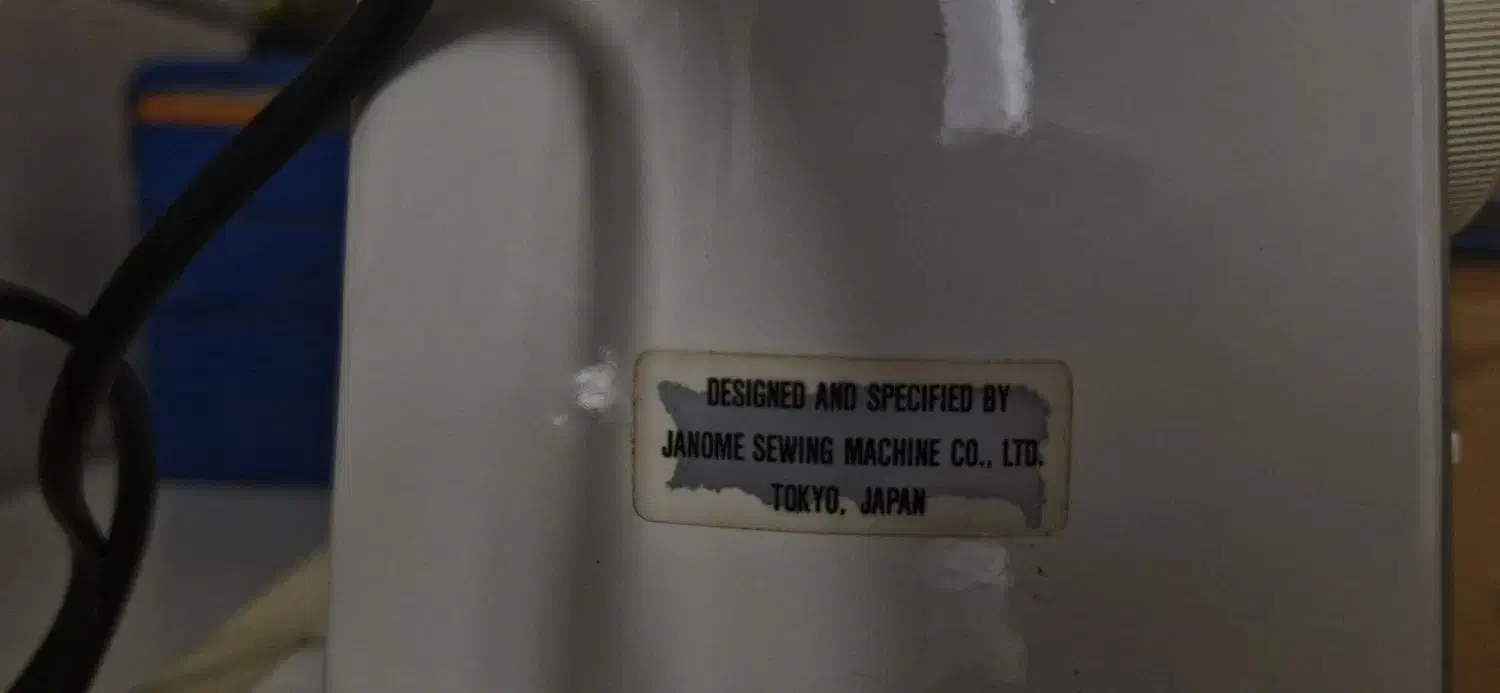 DESIGNED AND SPECIFIED BY
JANOME SEWING MACHINE CO., LTD.
TOKYO, JAPAN